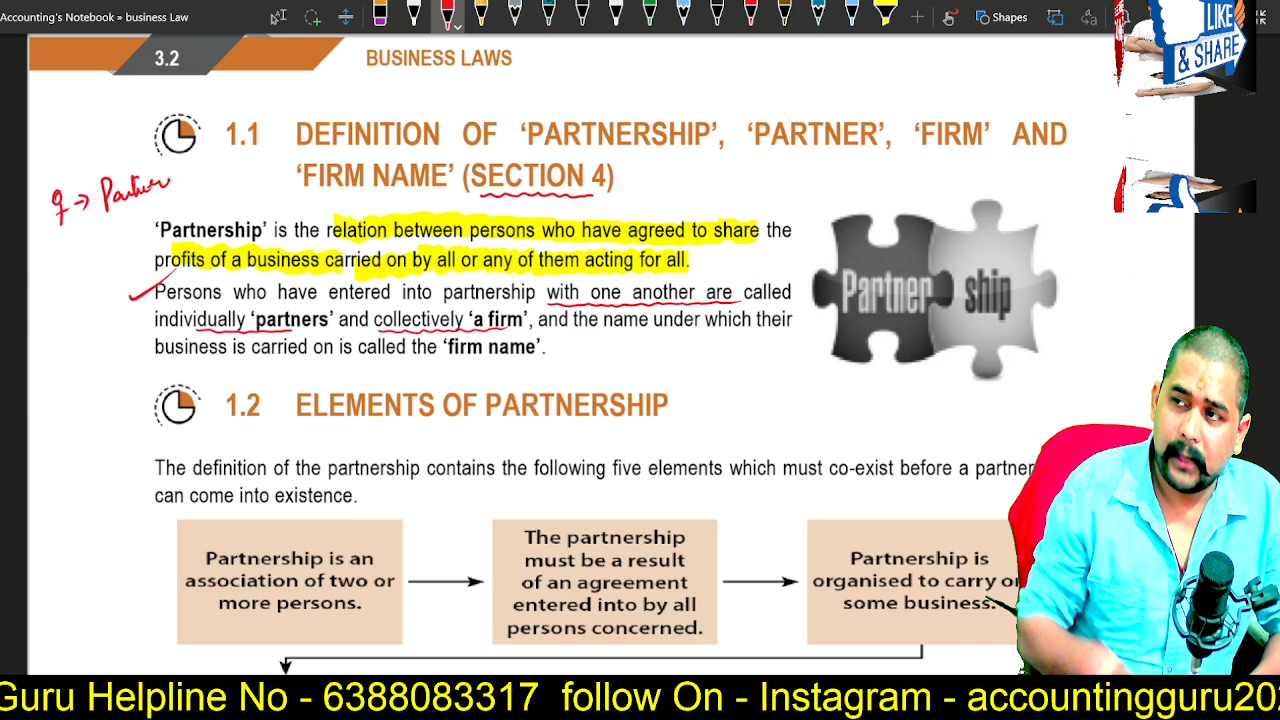 Accounting's Notebook » business Law
Shapes
LIKE
& SHARE
3.2
BUSINESS LAWS
1.1 DEFINITION OF ‘PARTNERSHIP’, ‘PARTNER’, ‘FIRM’ AND
‘FIRM NAME’ (SECTION 4)
‘Partnership’ is the relation between persons who have agreed to share the
profits of a business carried on by all or any of them acting for all.
Persons who have entered into partnership with one another are called
individually ‘partners’ and collectively ‘a firm’, and the name under which their
business is carried on is called the ‘firm name’.
Partner ship
1.2 ELEMENTS OF PARTNERSHIP
The definition of the partnership contains the following five elements which must co-exist before a partner
can come into existence.
Partnership is an
association of two or
more persons.
The partnership
must be a result
of an agreement
entered into by all
persons concerned.
Partnership is
organised to carry on
some business.
Guru Helpline No - 6388083317 follow On - Instagram - accountingguru202